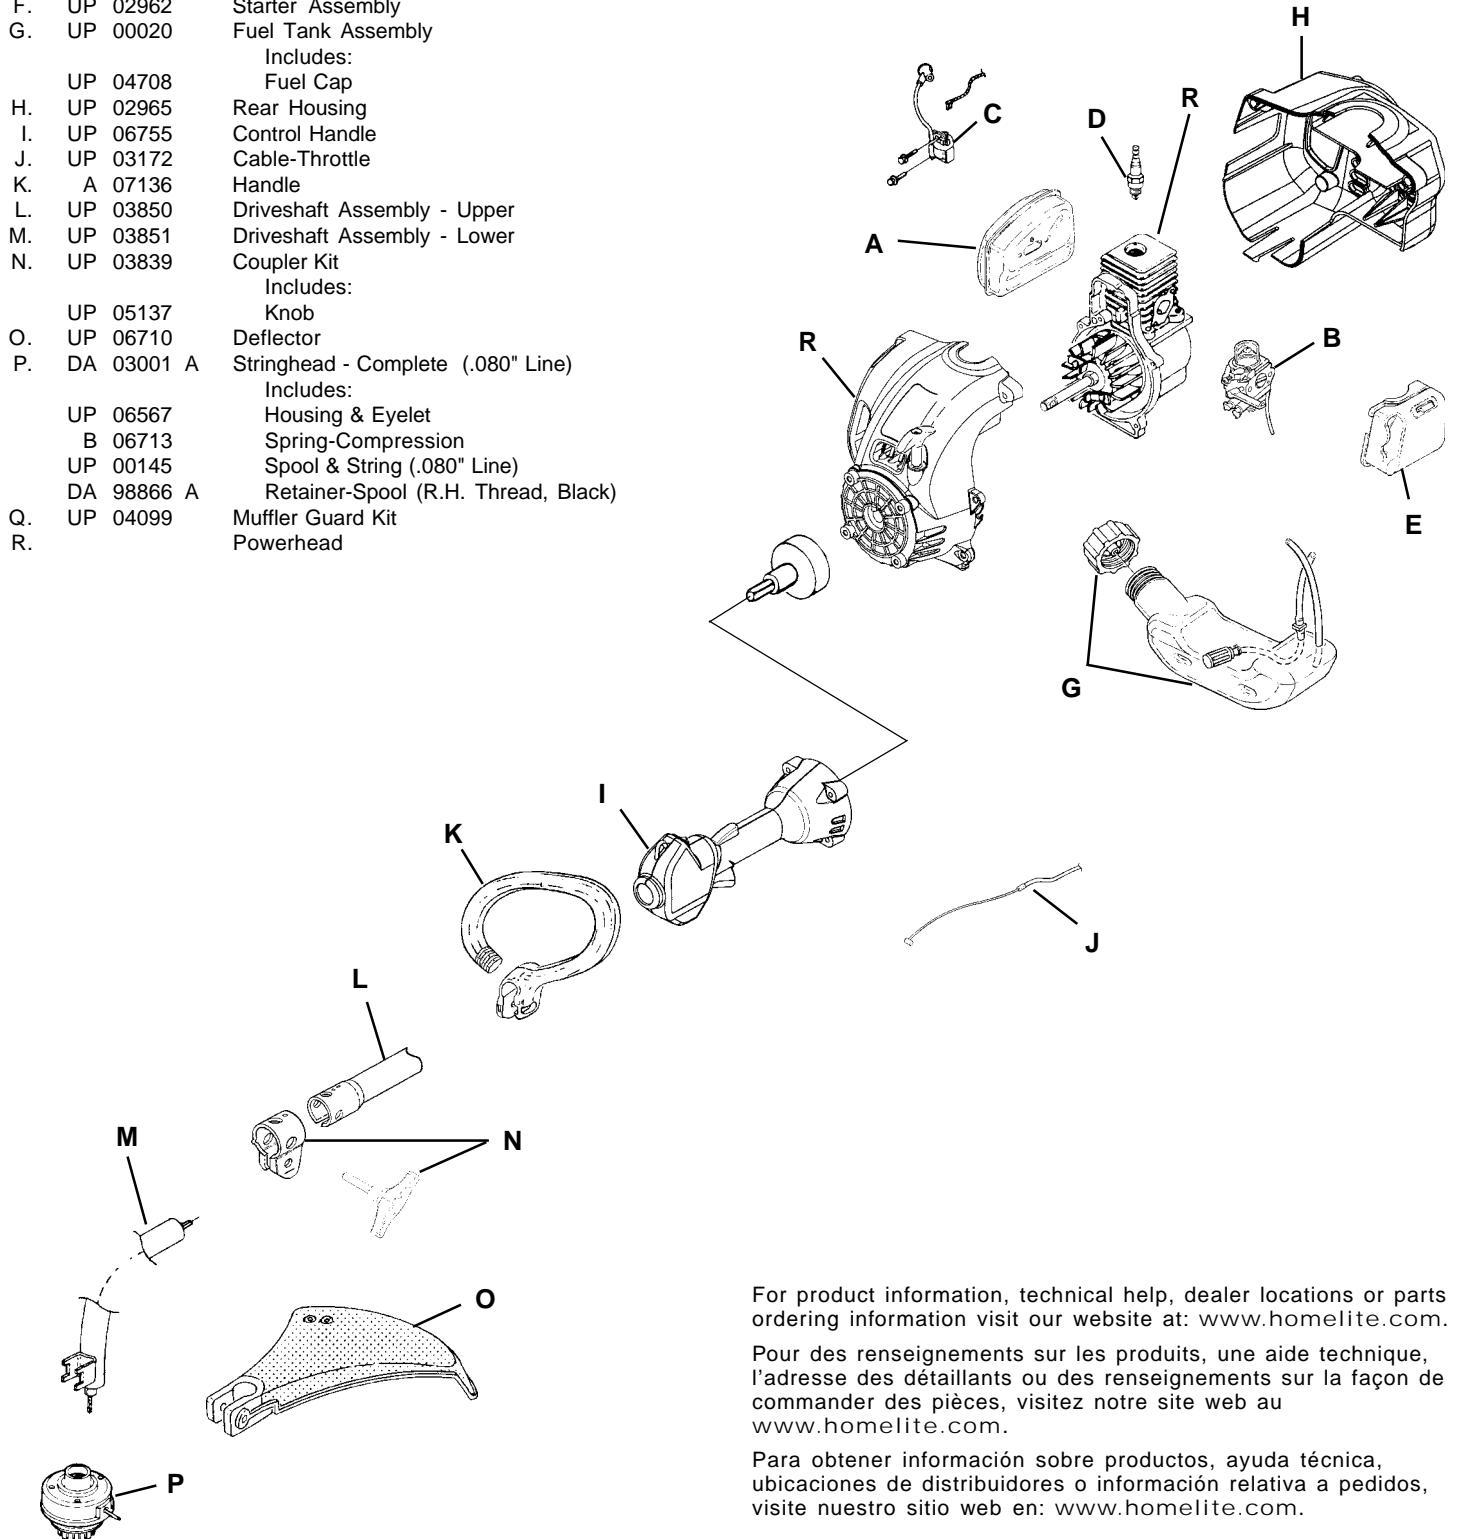 F. UP 02962 Starter Assembly
G. UP 00020 Fuel Tank Assembly
Includes:
UP 04708 Fuel Cap
H. UP 02965 Rear Housing
I. UP 06755 Control Handle
J. UP 03172 Cable-Throttle
K. A 07136 Handle
L. UP 03850 Driveshaft Assembly - Upper
M. UP 03851 Driveshaft Assembly - Lower
N. UP 03839 Coupler Kit
Includes:
UP 05137 Knob
O. UP 06710 Deflector
P. DA 03001 A Stringhead - Complete (.080" Line)
Includes:
UP 06567 Housing & Eyelet
B 06713 Spring-Compression
UP 00145 Spool & String (.080" Line)
DA 98866 A Retainer-Spool (R.H. Thread, Black)
Q. UP 04099 Muffler Guard Kit
R. Powerhead
H
R
C
D
A
R
B
E
G
I
K
J
L
N
M
O
P
For product information, technical help, dealer locations or parts
ordering information visit our website at: www.homelite.com.
Pour des renseignements sur les produits, une aide technique,
l'adresse des détaillants ou des renseignements sur la façon de
commander des pièces, visitez notre site web au
www.homelite.com.
Para obtener información sobre productos, ayuda técnica,
ubicaciones de distribuidores o información relativa a pedidos,
visite nuestro sitio web en: www.homelite.com.